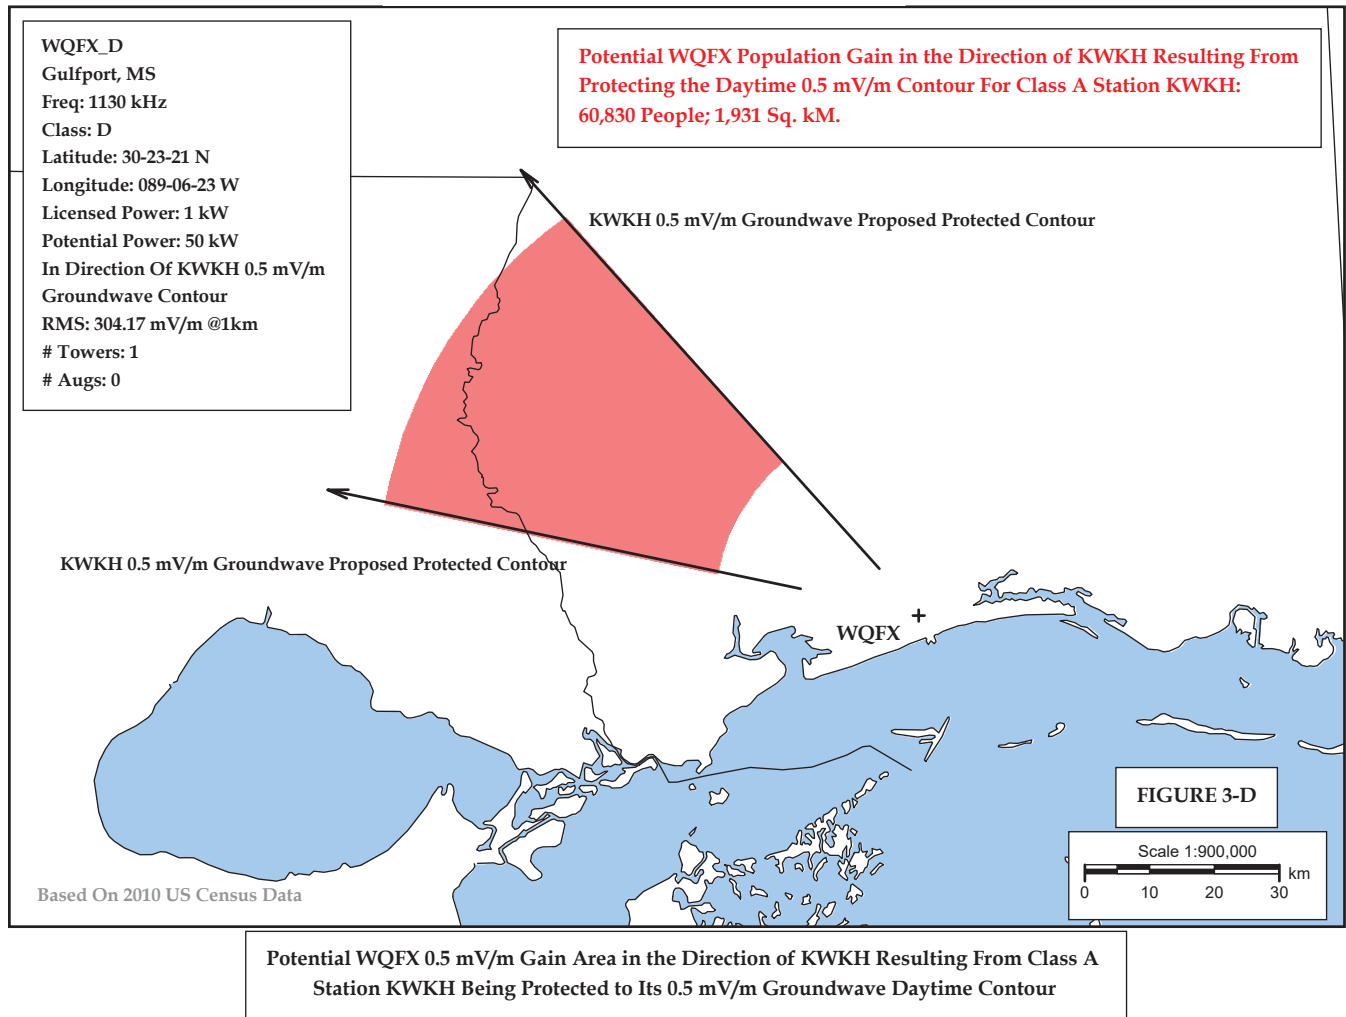 WQFX_D
Gulfport, MS
Freq: 1130 kHz
Class: D
Latitude: 30-23-21 N
Longitude: 089-06-23 W
Licensed Power: 1 kW
Potential Power: 50 kW
In Direction Of KWKH 0.5 mV/m
Groundwave Contour
RMS: 304.17 mV/m @1km
# Towers: 1
# Augs: 0
Potential WQFX Population Gain in the Direction of KWKH Resulting From
Protecting the Daytime 0.5 mV/m Contour For Class A Station KWKH:
60,830 People; 1,931 Sq. kM.
KWKH 0.5 mV/m Groundwave Proposed Protected Contour
KWKH 0.5 mV/m Groundwave Proposed Protected Contour
WQFX
FIGURE 3-D
Scale 1:900,000
km
0 10 20 30
Based On 2010 US Census Data
Potential WQFX 0.5 mV/m Gain Area in the Direction of KWKH Resulting From Class A
Station KWKH Being Protected to Its 0.5 mV/m Groundwave Daytime Contour